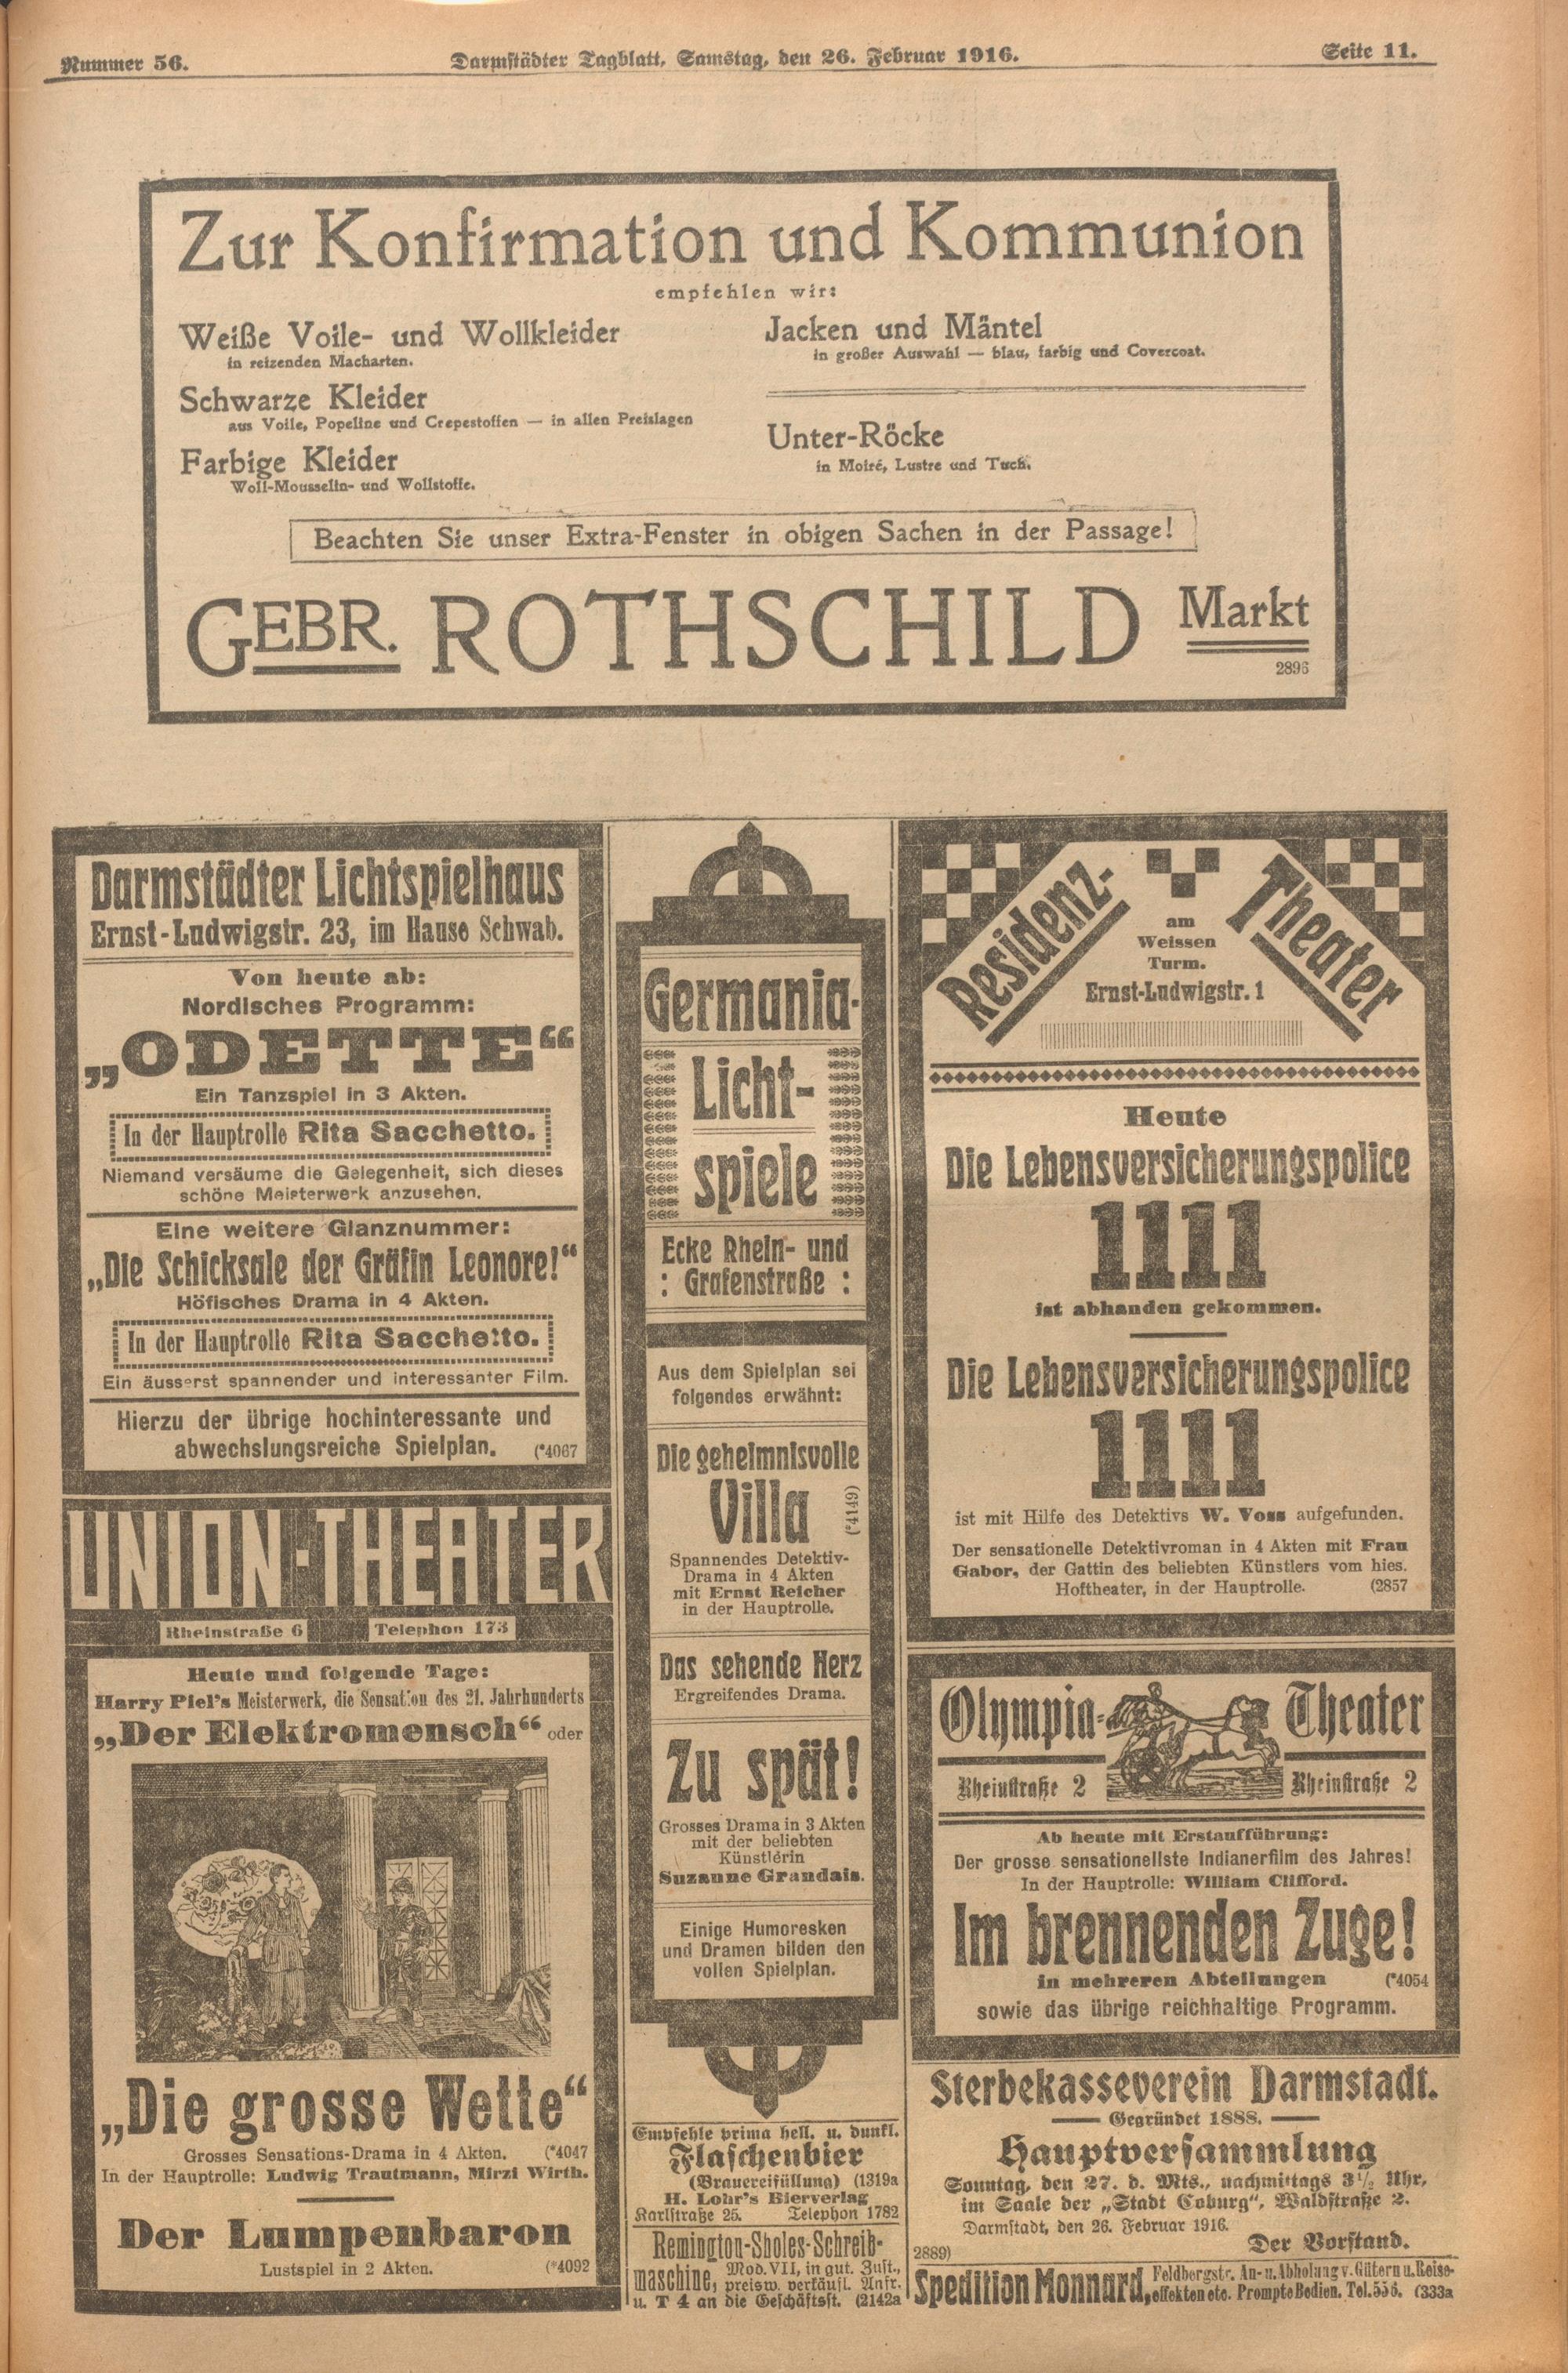 Nummer 56.
Darmstädter Tagblatt, Samstag, den 26. Februar 1916.
Seite 11.
Zur Konfirmation und Kommunion
empfehlen wir:
Weiße Voile- und Wollkleider
in reizenden Macharten.
Schwarze Kleider
aus Voile, Popeline und Crepestoffen — in allen Preislagen
Farbige Kleider
Woll-Mousselin- und Wollstoffe.
Jacken und Mäntel
in großer Auswahl — blau, farbig und Covercoat.
Unter-Röcke
in Moiré, Lustre und Tuch.
Beachten Sie unser Extra-Fenster in obigen Sachen in der Passage!
GEBR. ROTHSCHILD Markt
2896
Darmstädter Lichtspielhaus
Ernst-Ludwigstr. 23, im Hause Schwab.
Von heute ab:
Nordisches Programm:
„ODETTE“
Ein Tanzspiel in 3 Akten.
In der Hauptrolle Rita Sacchetto.
Niemand versäume die Gelegenheit, sich dieses
schöne Meisterwerk anzusehen.
Eine weitere Glanznummer:
„Die Schicksale der Gräfin Leonore!“
Höfisches Drama in 4 Akten.
In der Hauptrolle Rita Sacchetto.
Ein äusserst spannender und interessanter Film.
Hierzu der übrige hochinteressante und
abwechslungsreiche Spielplan. (*4067
UNION-THEATER
Rheinstraße 6 Telephon 173
Heute und folgende Tage:
Harry Piel's Meisterwerk, die Sensation des 21. Jahrhunderts
„Der Elektromensch“ oder
„Die grosse Wette“
Grosses Sensations-Drama in 4 Akten. (*4047
In der Hauptrolle: Ludwig Trautmann, Mirzl Wirth.
Der Lumpenbaron
Lustspiel in 2 Akten. (*4092
Germania-
Licht-
spiele
Ecke Rhein- und
: Grafenstraße :
Aus dem Spielplan sei
folgendes erwähnt:
Die geheimnisvolle
Villa
(*4149)
Spannendes Detektiv-
Drama in 4 Akten
mit Ernst Reicher
in der Hauptrolle.
Das sehende Herz
Ergreifendes Drama.
Zu spät!
Grosses Drama in 3 Akten
mit der beliebten
Künstlerin
Suzanne Grandais.
Einige Humoresken
und Dramen bilden den
vollen Spielplan.
Empfehle prima hell. u. dunkl.
Flaschenbier
(Brauereifüllung) (1319a
H. Lohr's Bierverlag
Karlstraße 25. Telephon 1782
Remington-Sholes-Schreib-
maschine, Mod. VII, in gut. Zust.,
preisw. verkäufl. Anfr.
u. T 4 an die Geschäftsst. (2142a
Residenz-Theater
am
Weissen
Turm.
Ernst-Ludwigstr. 1
Heute
Die Lebensversicherungspolice
1111
ist abhanden gekommen.
Die Lebensversicherungspolice
1111
ist mit Hilfe des Detektivs W. Voss aufgefunden.
Der sensationelle Detektivroman in 4 Akten mit Frau
Gabor, der Gattin des beliebten Künstlers vom hies.
Hoftheater, in der Hauptrolle. (2857
Olympia-Theater
Rheinstraße 2 Rheinstraße 2
Ab heute mit Erstaufführung:
Der grosse sensationellste Indianerfilm des Jahres!
In der Hauptrolle: William Clifford.
Im brennenden Zuge!
in mehreren Abteilungen (*4054
sowie das übrige reichhaltige Programm.
Sterbekasseverein Darmstadt.
Gegründet 1888.
Hauptversammlung
Sonntag, den 27. d. Mts., nachmittags 3½ Uhr,
im Saale der „Stadt Coburg“, Waldstraße 2.
Darmstadt, den 26. Februar 1916.
2889) Der Vorstand.
Spedition Monnard, Feldbergstr. An- u. Abholung v. Gütern u. Reise-
effekten etc. Prompte Bedien. Tel. 536. (333a